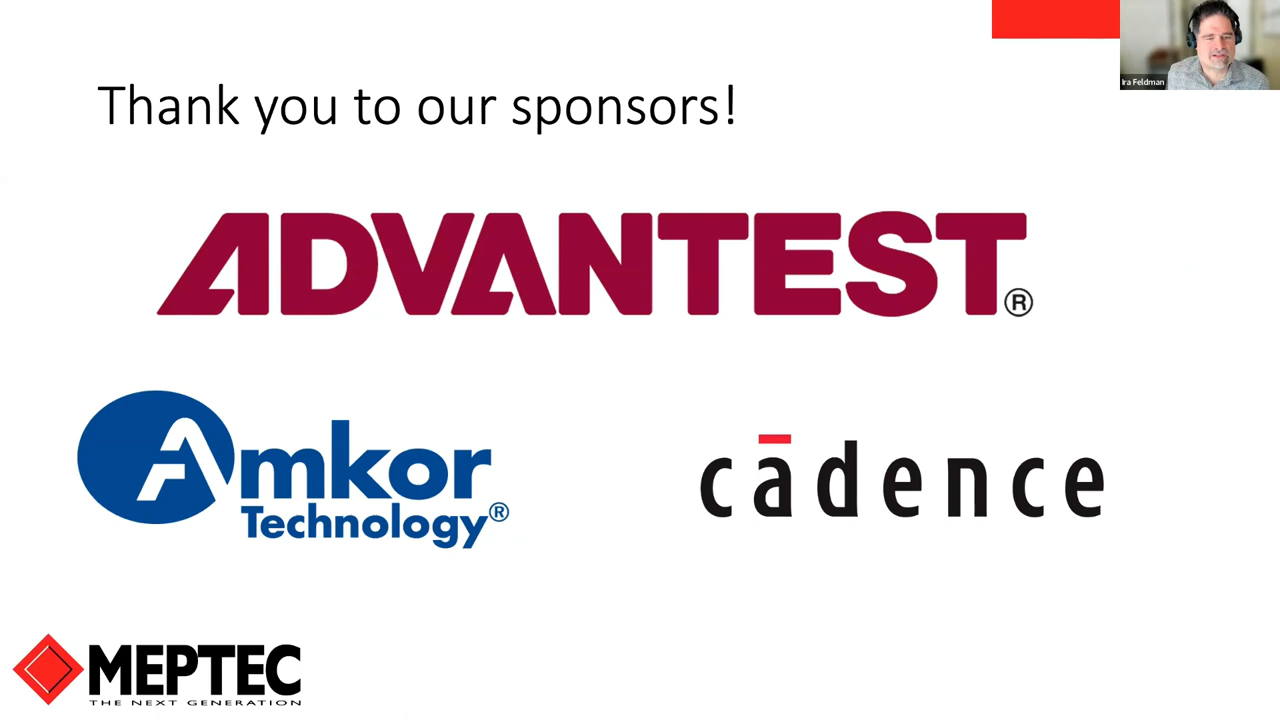 Ira Feldman
Thank you to our sponsors!
ADVANTEST®
Amkor
Technology®
cādence
MEPTEC
THE NEXT GENERATION